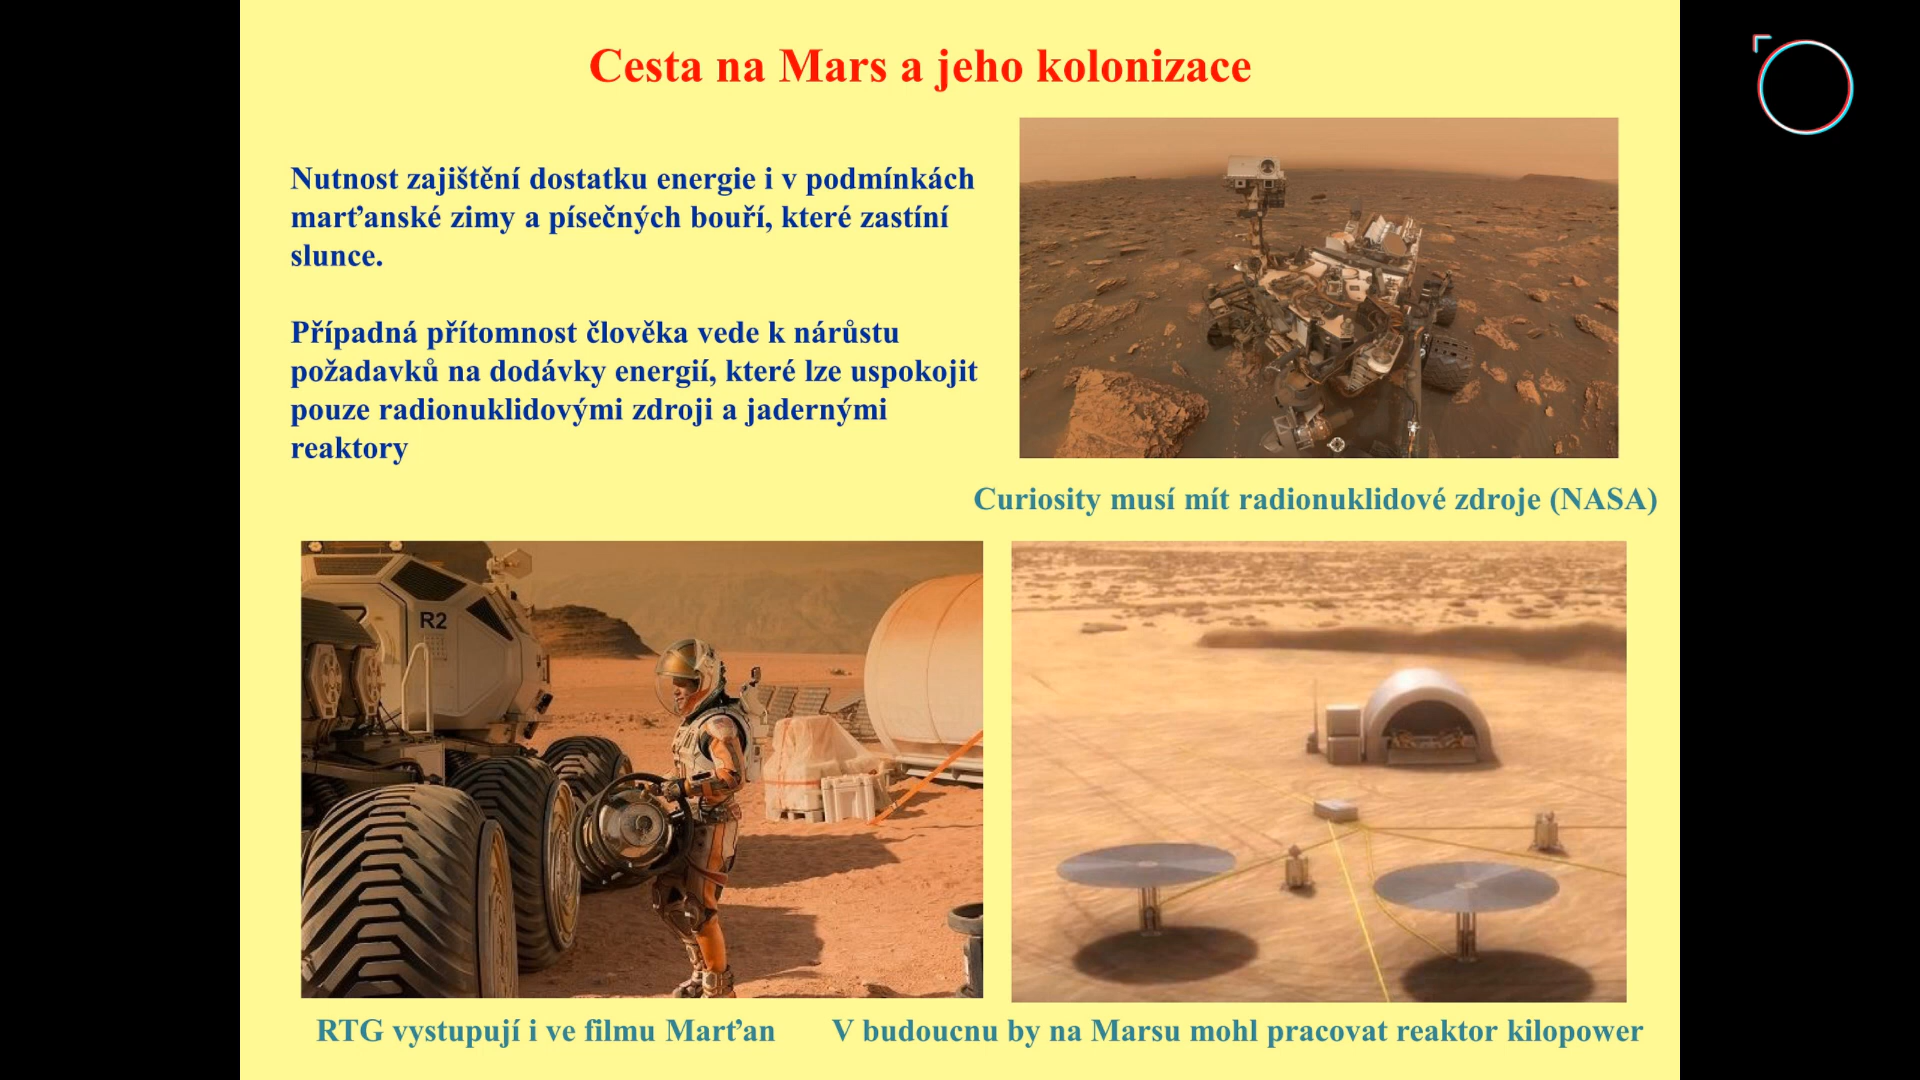 Cesta na Mars a jeho kolonizace
Nutnost zajištění dostatku energie i v podmínkách
marťanské zimy a písečných bouří, které zastíní
slunce.
Případná přítomnost člověka vede k nárůstu
požadavků na dodávky energií, které lze uspokojit
pouze radionuklidovými zdroji a jadernými
reaktory
Curiosity musí mít radionuklidové zdroje (NASA)
R2
RTG vystupují i ve filmu Marťan
V budoucnu by na Marsu mohl pracovat reaktor kilopower